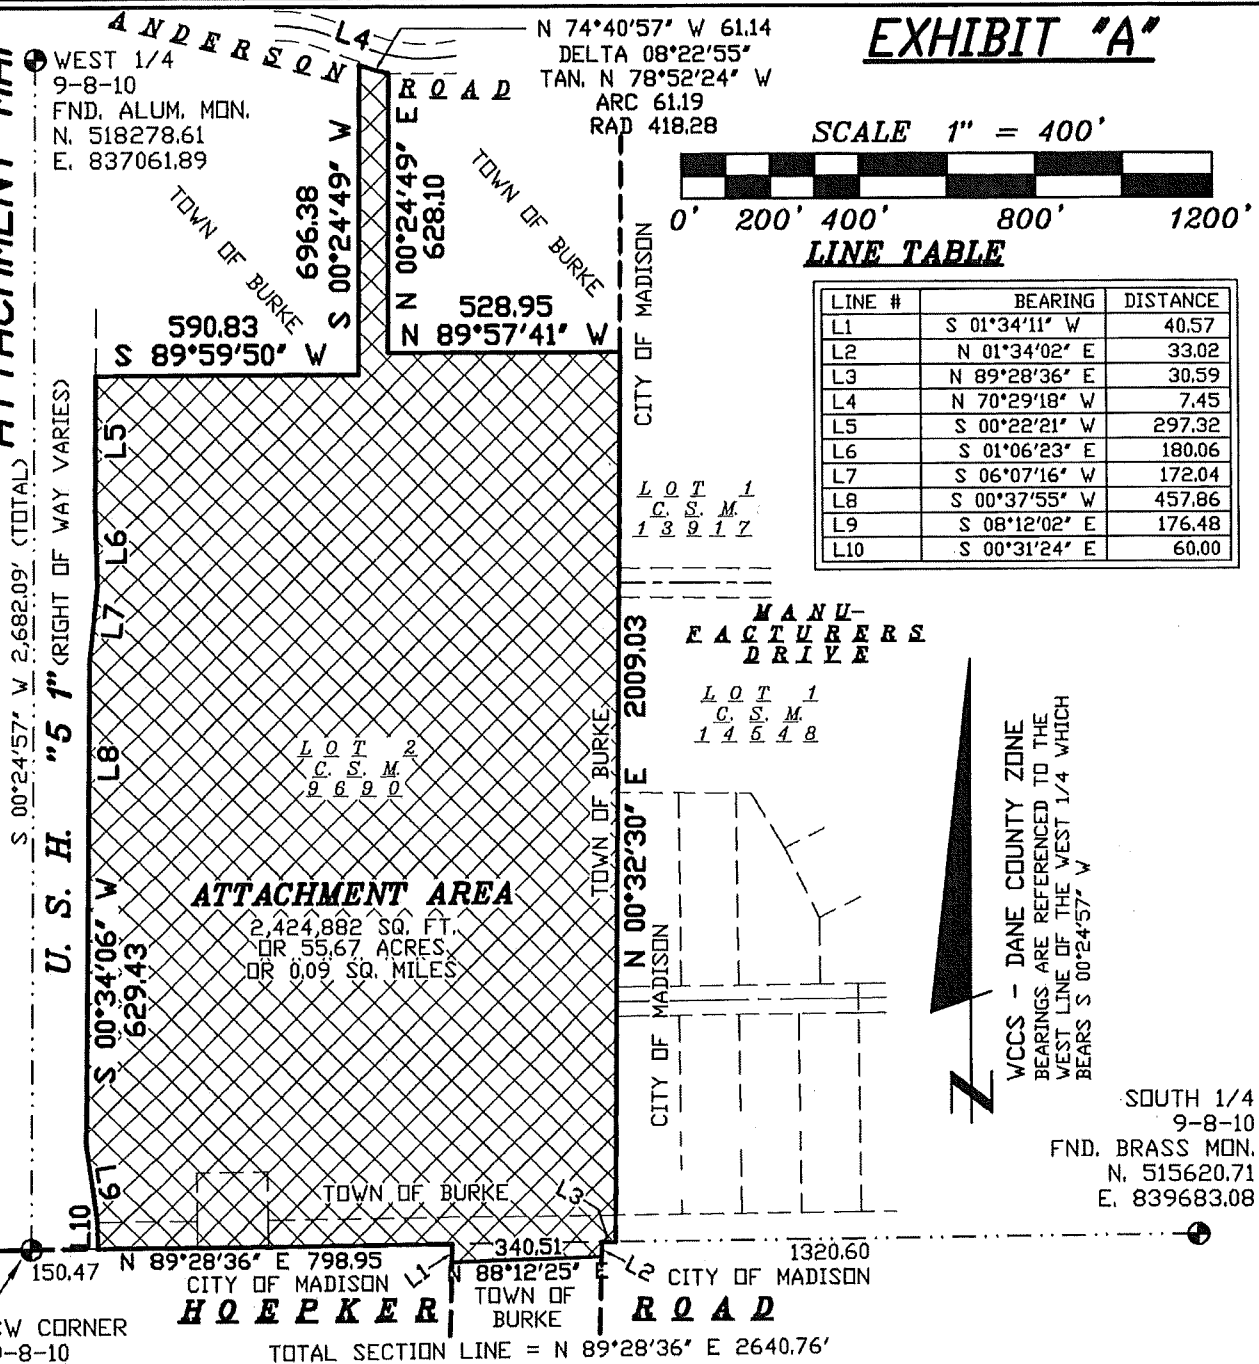 EXHIBIT "A"
ANDERSON ROAD
L4
N 74°40'57" W 61.14
DELTA 08°22'55"
TAN. N 78°52'24" W
ARC 61.19
RAD 418.28
WEST 1/4
9-8-10
FND. ALUM. MON.
N. 518278.61
E. 837061.89
SCALE 1" = 400'
0' 200' 400' 800' 1200'
LINE TABLE
LINE # BEARING DISTANCE
L1 S 01°34'11" W 40.57
L2 N 01°34'02" E 33.02
L3 N 89°28'36" E 30.59
L4 N 70°29'18" W 7.45
L5 S 00°22'21" W 297.32
L6 S 01°06'23" E 180.06
L7 S 06°07'16" W 172.04
L8 S 00°37'55" W 457.86
L9 S 08°12'02" E 176.48
L10 S 00°31'24" E 60.00
TOWN OF BURKE
696.38
S 00°24'49" W
N 00°24'49" E
628.10
TOWN OF BURKE
590.83
S 89°59'50" W
528.95
N 89°57'41" W
CITY OF MADISON
S 00°24'57" W 2,682.09' (TOTAL)
U. S. H. "5 1"
(RIGHT OF WAY VARIES)
L5
L6
L7
L8
LOT 1
C. S. M.
13917
MANU-
FACTURERS
DRIVE
LOT 1
C. S. M.
14548
LOT 2
C. S. M.
9690
TOWN OF BURKE
N 00°32'30" E 2009.03
CITY OF MADISON
ATTACHMENT AREA
2,424,882 SQ. FT.
OR 55.67 ACRES
OR 0.09 SQ. MILES
S 00°34'06" W
629.43
WCCS - DANE COUNTY ZONE
BEARINGS ARE REFERENCED TO THE
WEST LINE OF THE WEST 1/4 WHICH
BEARS S 00°24'57" W
N
SOUTH 1/4
9-8-10
FND. BRASS MON.
N. 515620.71
E. 839683.08
L9
L10
TOWN OF BURKE
L3
150.47
N 89°28'36" E 798.95
CITY OF MADISON
L1
340.51
N 88°12'25" E
TOWN OF
BURKE
L2
1320.60
CITY OF MADISON
HOEPKER ROAD
CORNER
TOTAL SECTION LINE = N 89°28'36" E 2640.76'